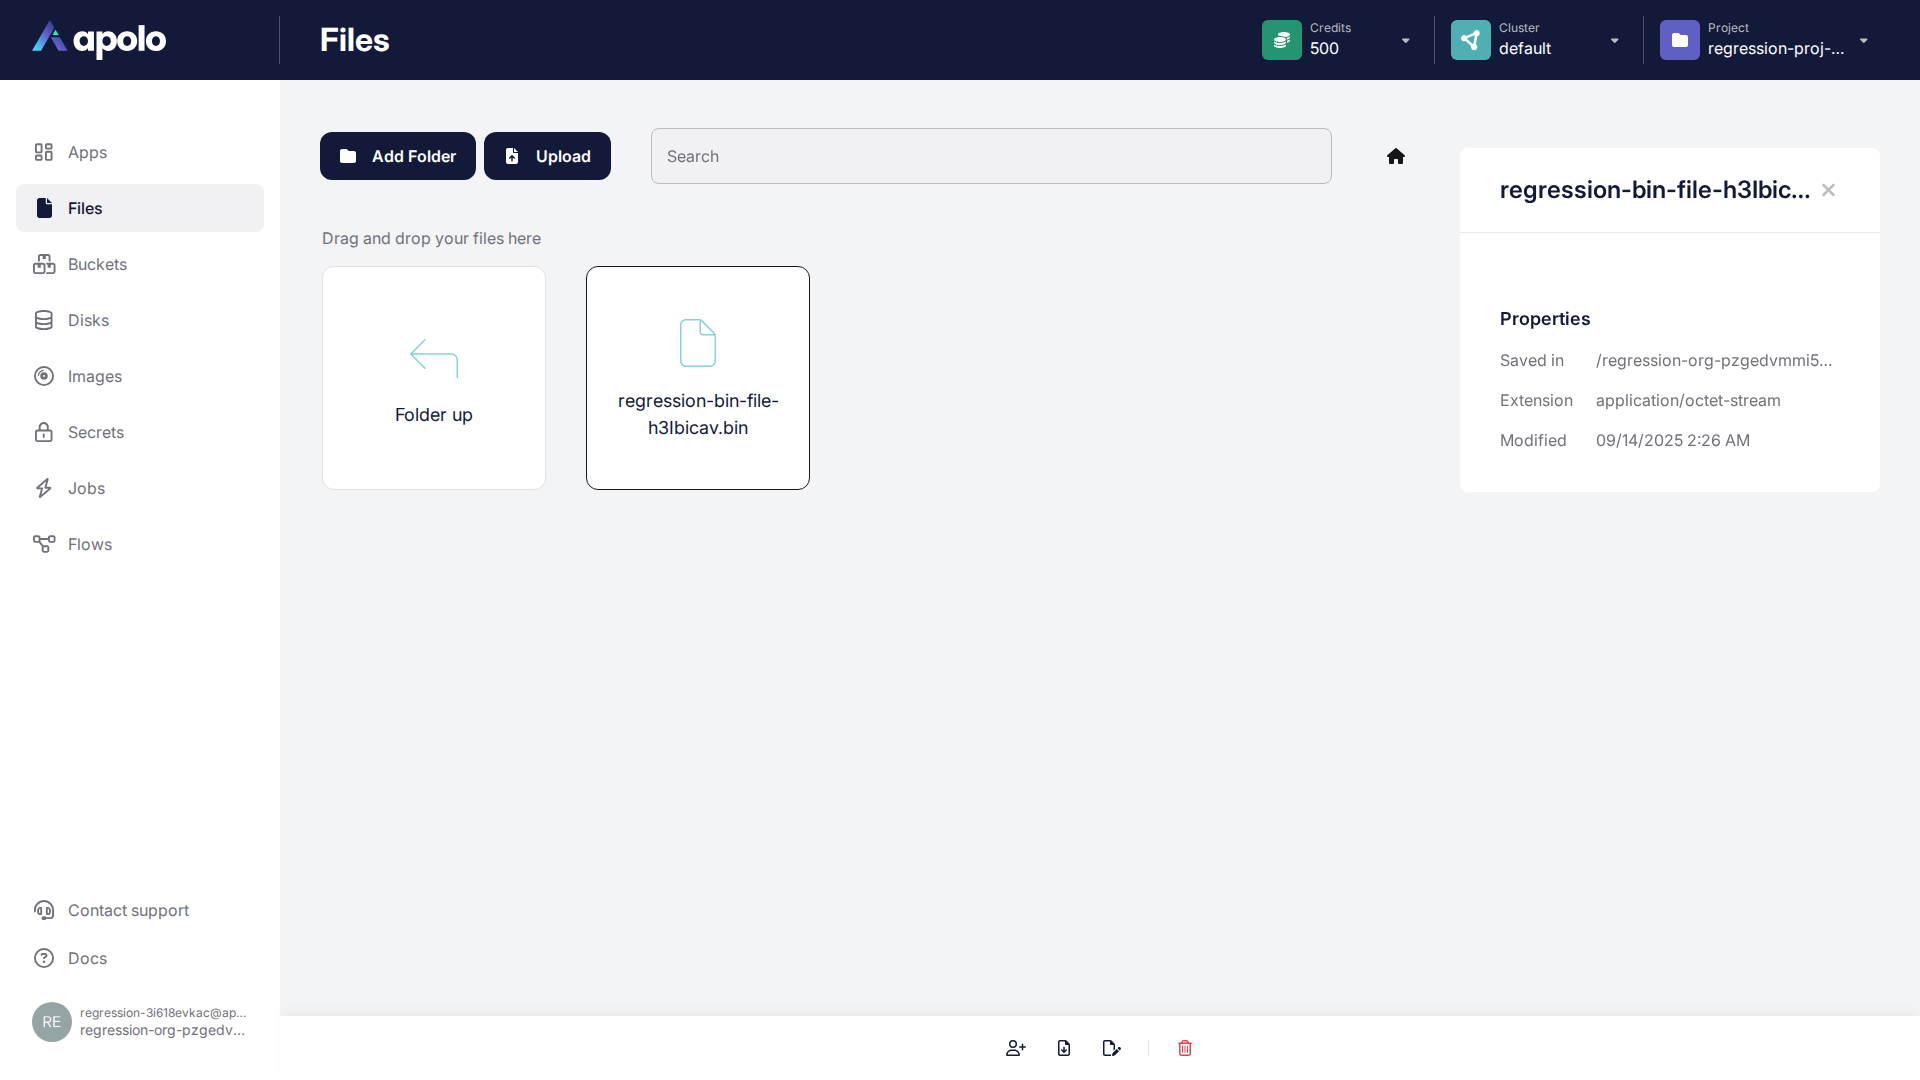 apolo
Files
Credits
500
Cluster
default
Project
regression-proj-...
Apps
Files
Buckets
Disks
Images
Secrets
Jobs
Flows
Contact support
Docs
RE
regression-3i618evkac@ap...
regression-org-pzgedv...
Add Folder
Upload
Search
Drag and drop your files here
Folder up
regression-bin-file-
h3lbicav.bin
regression-bin-file-h3lbic...
Properties
Saved in /regression-org-pzgedvmmi5...
Extension application/octet-stream
Modified 09/14/2025 2:26 AM